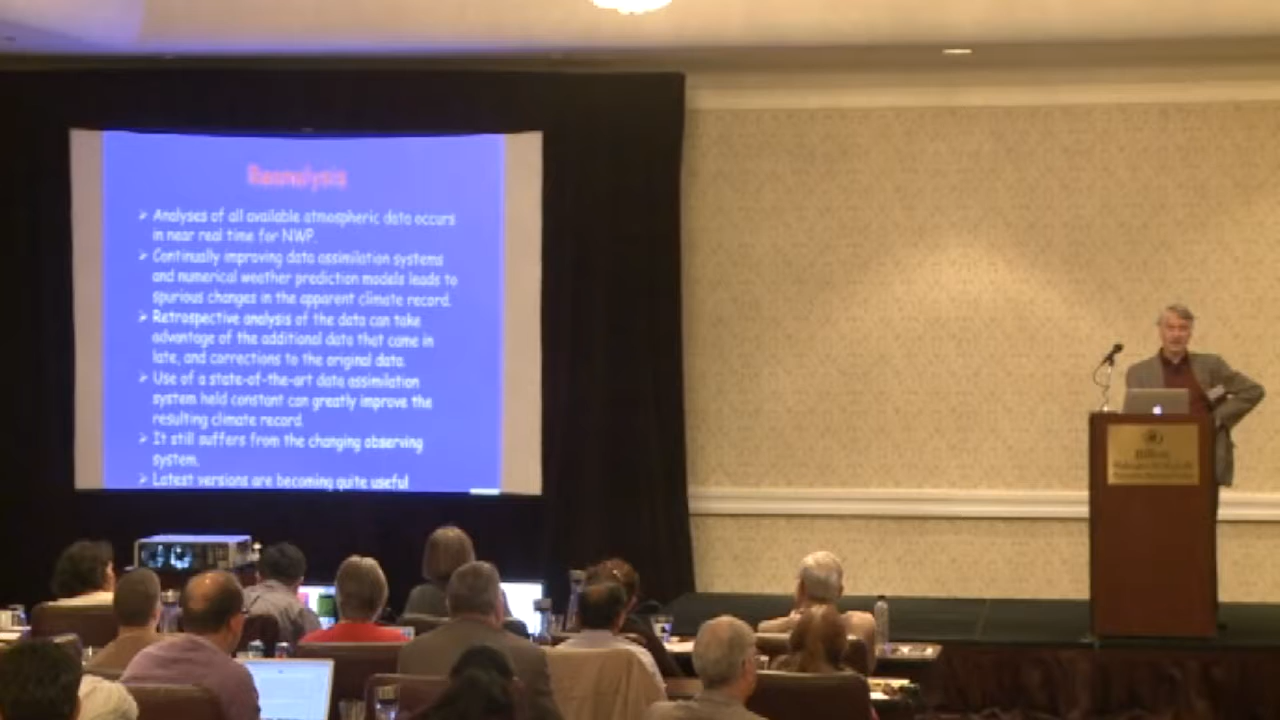 Reanalysis
➢ Analyses of all available atmospheric data occurs
in near real time for NWP.
➢ Continually improving data assimilation systems
and numerical weather prediction models leads to
spurious changes in the apparent climate record.
➢ Retrospective analysis of the data can take
advantage of the additional data that came in
late, and corrections to the original data.
➢ Use of a state-of-the-art data assimilation
system held constant can greatly improve the
resulting climate record.
➢ It still suffers from the changing observing
system.
➢ Latest versions are becoming quite useful
Hilton